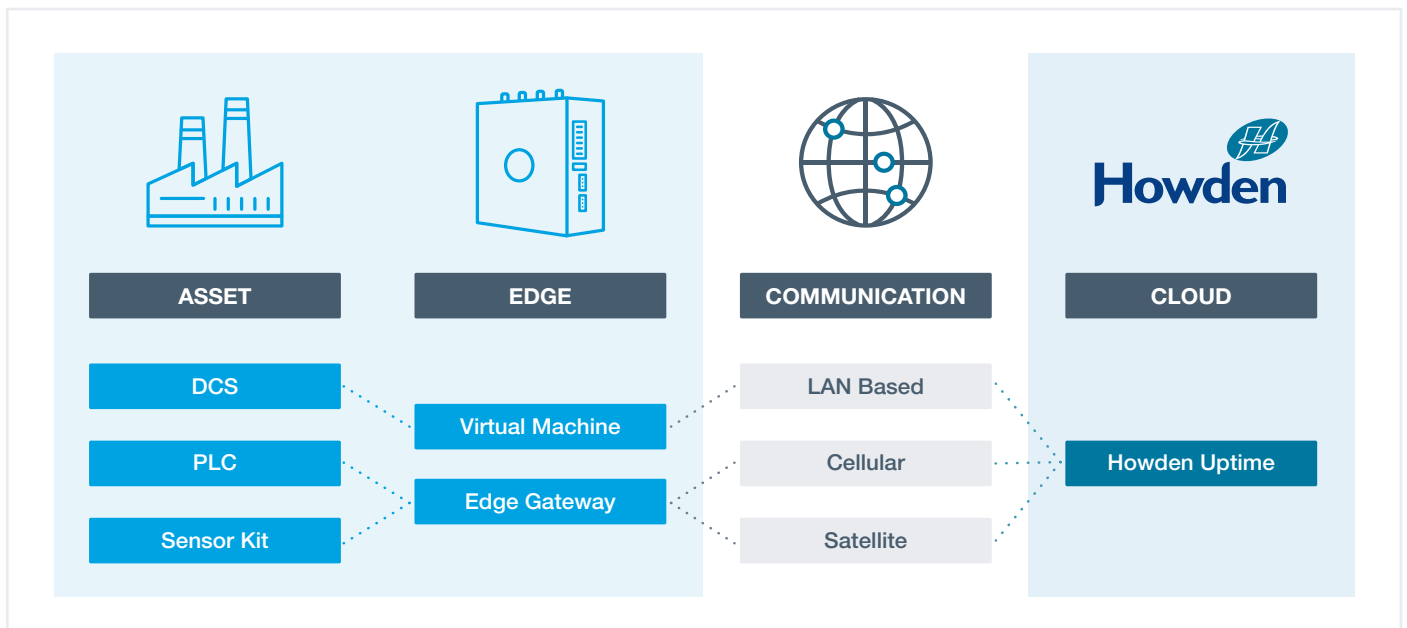 Howden
ASSET
EDGE
COMMUNICATION
CLOUD
DCS
LAN Based
Virtual Machine
PLC
Cellular
Howden Uptime
Edge Gateway
Sensor Kit
Satellite